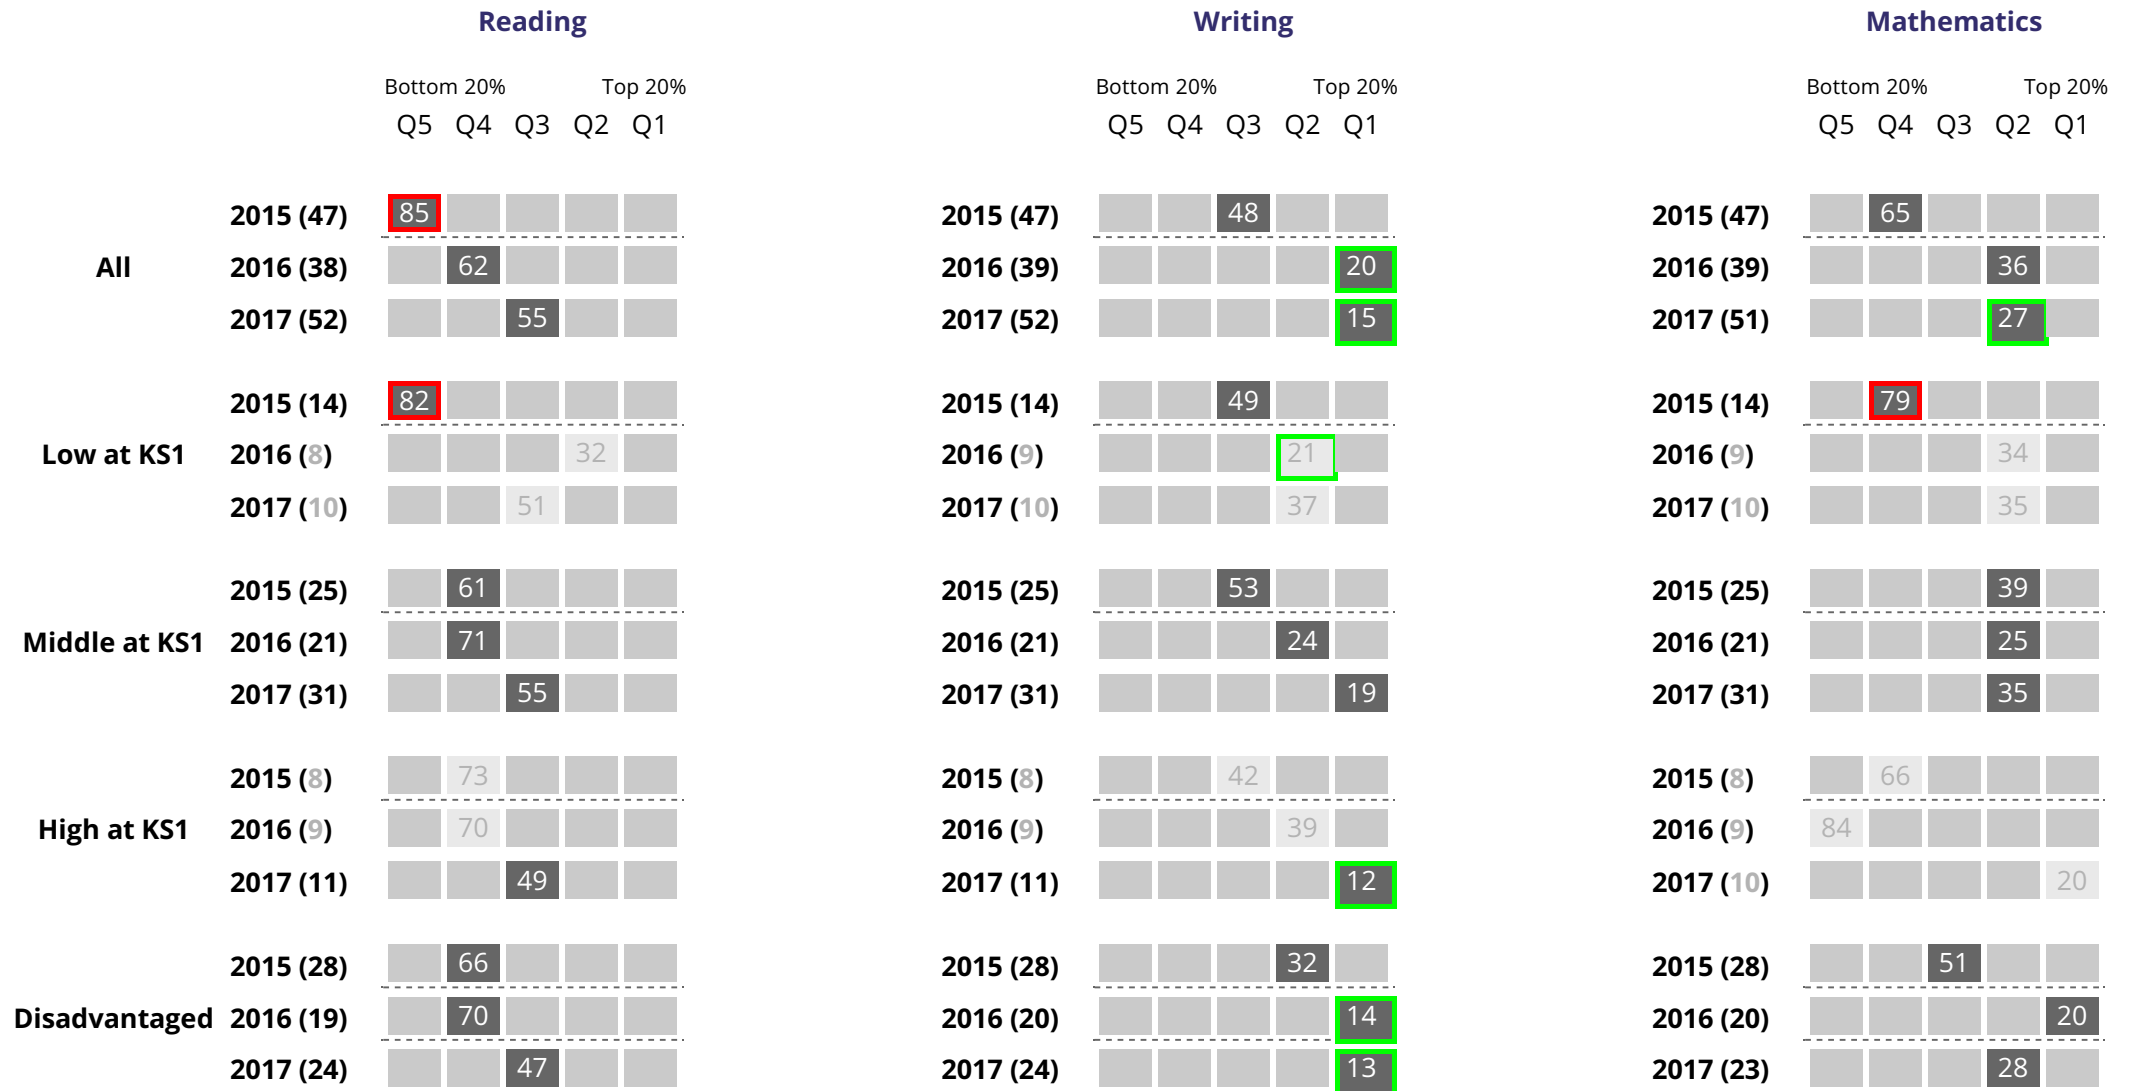 Reading Writing Mathematics
Bottom 20% Top 20% Bottom 20% Top 20% Bottom 20% Top 20%
Q5 Q4 Q3 Q2 Q1 Q5 Q4 Q3 Q2 Q1 Q5 Q4 Q3 Q2 Q1
2015 (47) 85 2015 (47) 48 2015 (47) 65
All 2016 (38) 62 2016 (39) 20 2016 (39) 36
2017 (52) 55 2017 (52) 15 2017 (51) 27
2015 (14) 82 2015 (14) 49 2015 (14) 79
Low at KS1 2016 (8) 32 2016 (9) 21 2016 (9) 34
2017 (10) 51 2017 (10) 37 2017 (10) 35
2015 (25) 61 2015 (25) 53 2015 (25) 39
Middle at KS1 2016 (21) 71 2016 (21) 24 2016 (21) 25
2017 (31) 55 2017 (31) 19 2017 (31) 35
2015 (8) 73 2015 (8) 42 2015 (8) 66
High at KS1 2016 (9) 70 2016 (9) 39 2016 (9) 84
2017 (11) 49 2017 (11) 12 2017 (10) 20
2015 (28) 66 2015 (28) 32 2015 (28) 51
Disadvantaged 2016 (19) 70 2016 (20) 14 2016 (20) 20
2017 (24) 47 2017 (24) 13 2017 (23) 28